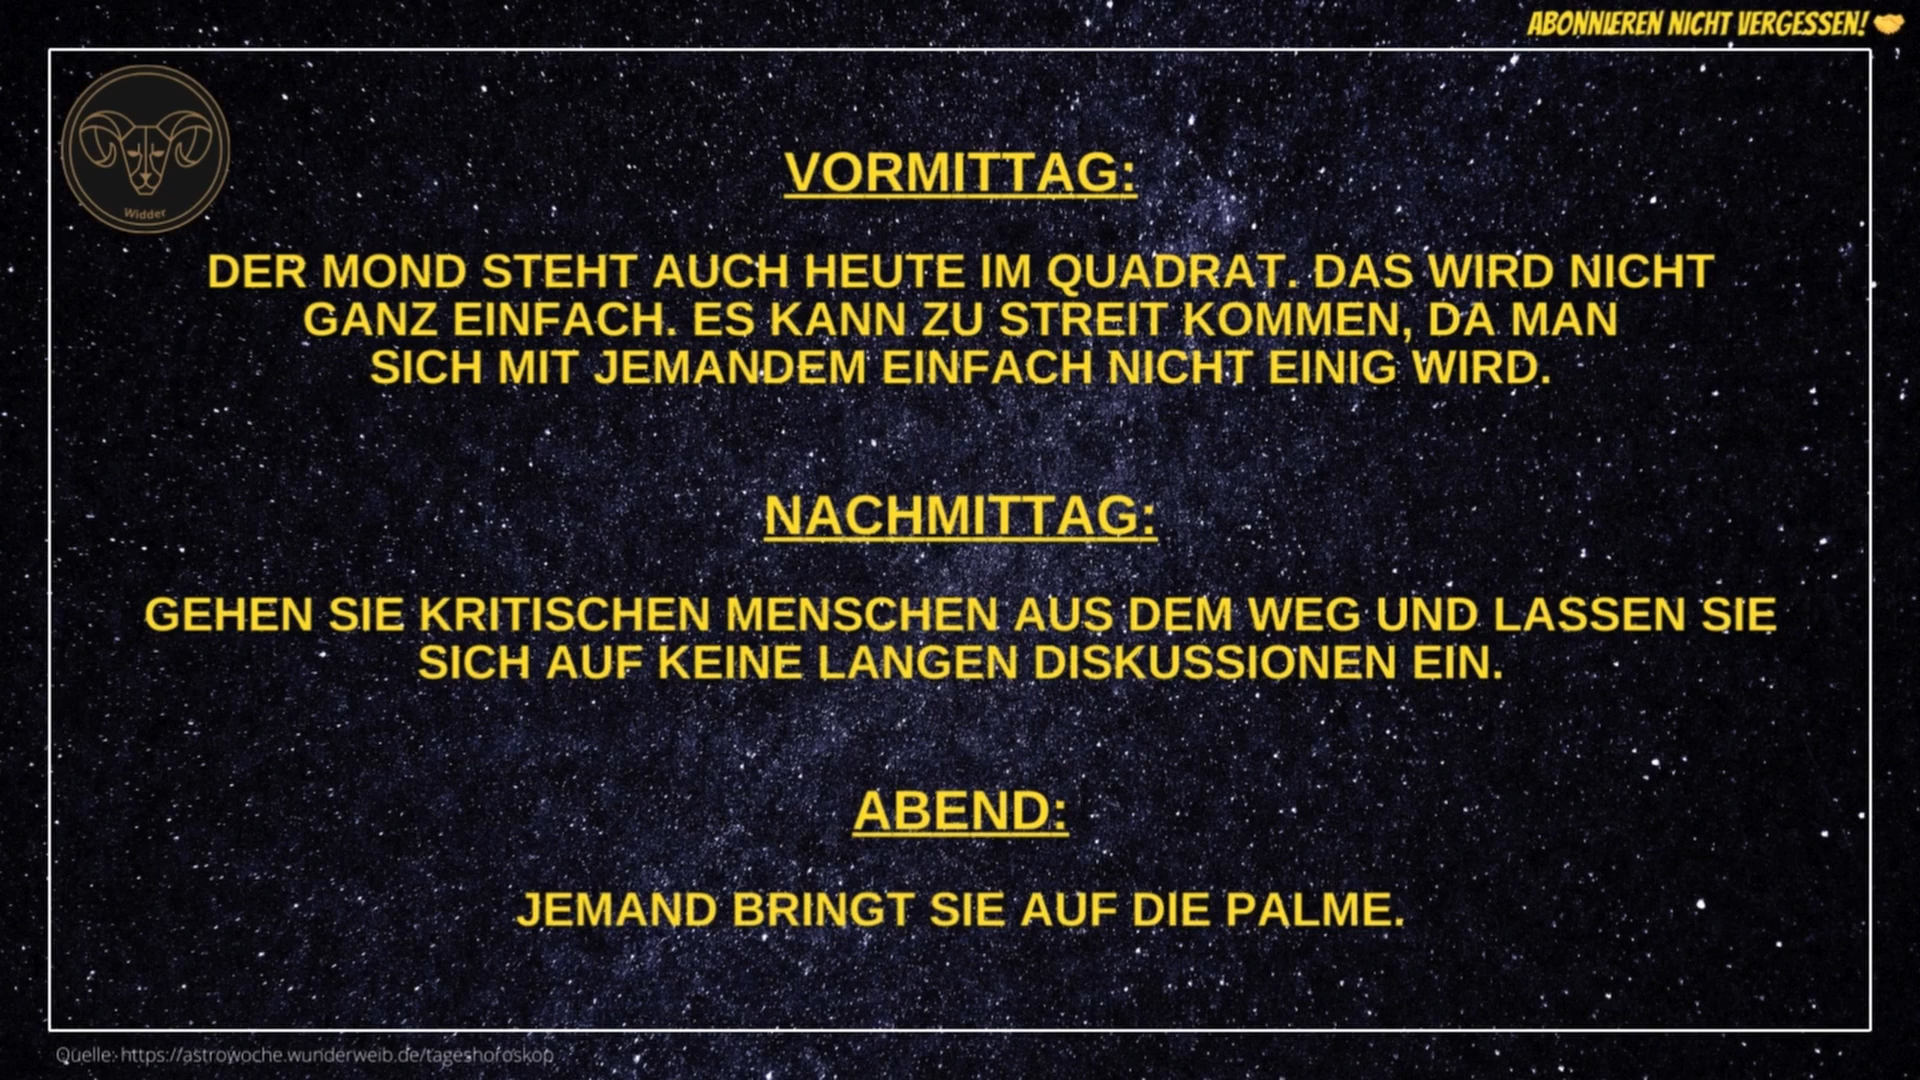 ABONNIEREN NICHT VERGESSEN!
Widder
VORMITTAG:
DER MOND STEHT AUCH HEUTE IM QUADRAT. DAS WIRD NICHT
GANZ EINFACH. ES KANN ZU STREIT KOMMEN, DA MAN
SICH MIT JEMANDEM EINFACH NICHT EINIG WIRD.
NACHMITTAG:
GEHEN SIE KRITISCHEN MENSCHEN AUS DEM WEG UND LASSEN SIE
SICH AUF KEINE LANGEN DISKUSSIONEN EIN.
ABEND:
JEMAND BRINGT SIE AUF DIE PALME.
Quelle: https://astrowoche.wunderweib.de/tageshoroskop